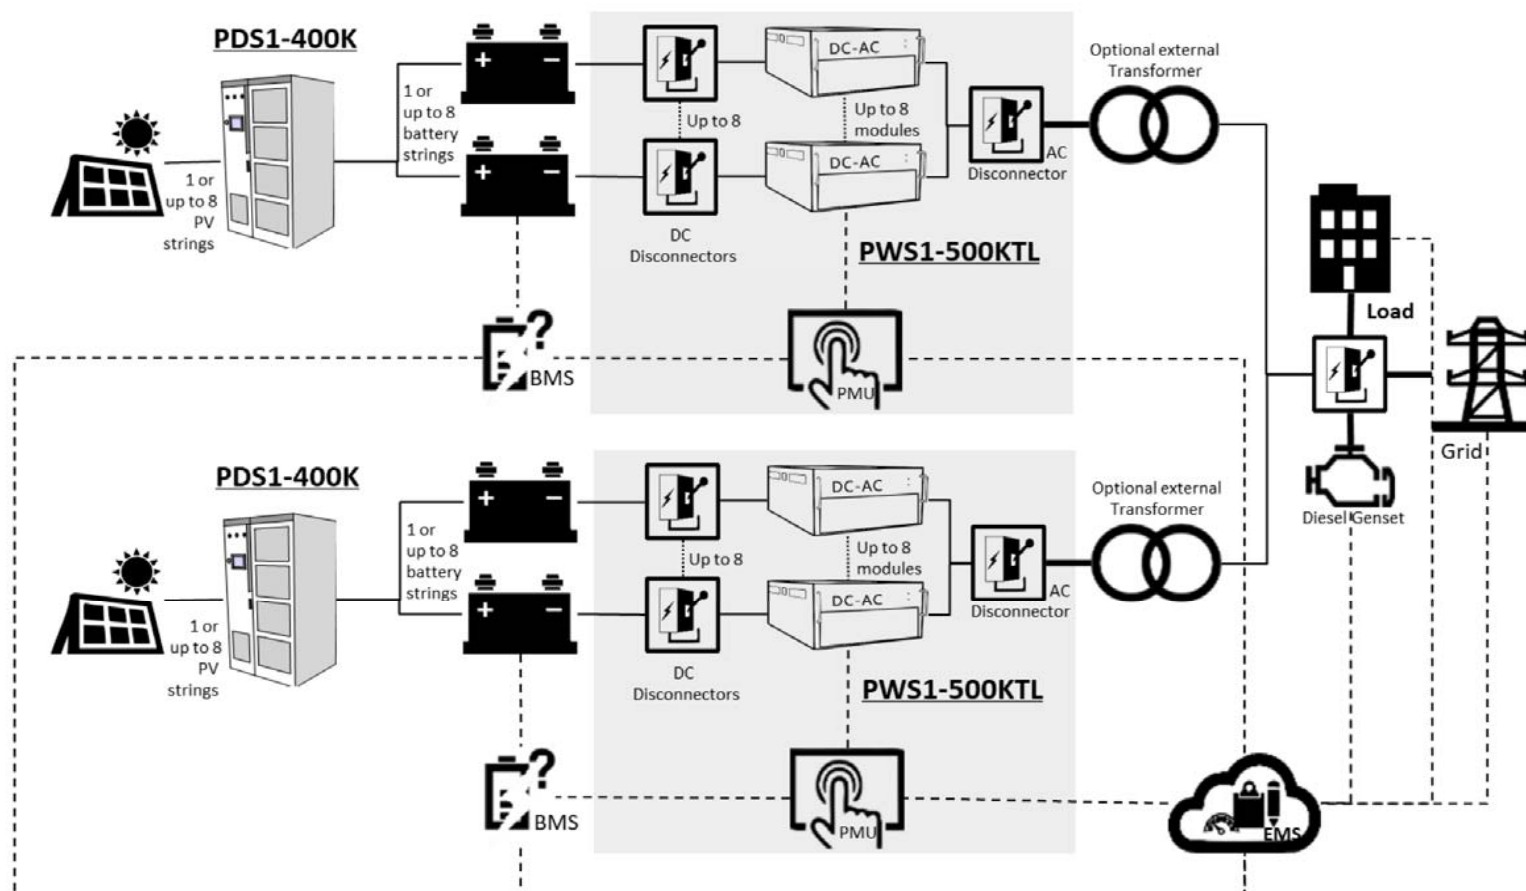 PDS1-400K
1 or
up to 8
PV
strings
1 or
up to 8
battery
strings
+ −
+ −
Up to 8
DC
Disconnectors
DC-AC
Up to 8
modules
DC-AC
PWS1-500KTL
AC
Disconnector
Optional external
Transformer
BMS
?
PMU
Load
Grid
Diesel Genset
PDS1-400K
1 or
up to 8
PV
strings
1 or
up to 8
battery
strings
+ −
+ −
Up to 8
DC
Disconnectors
DC-AC
Up to 8
modules
DC-AC
PWS1-500KTL
AC
Disconnector
Optional external
Transformer
BMS
?
PMU
EMS